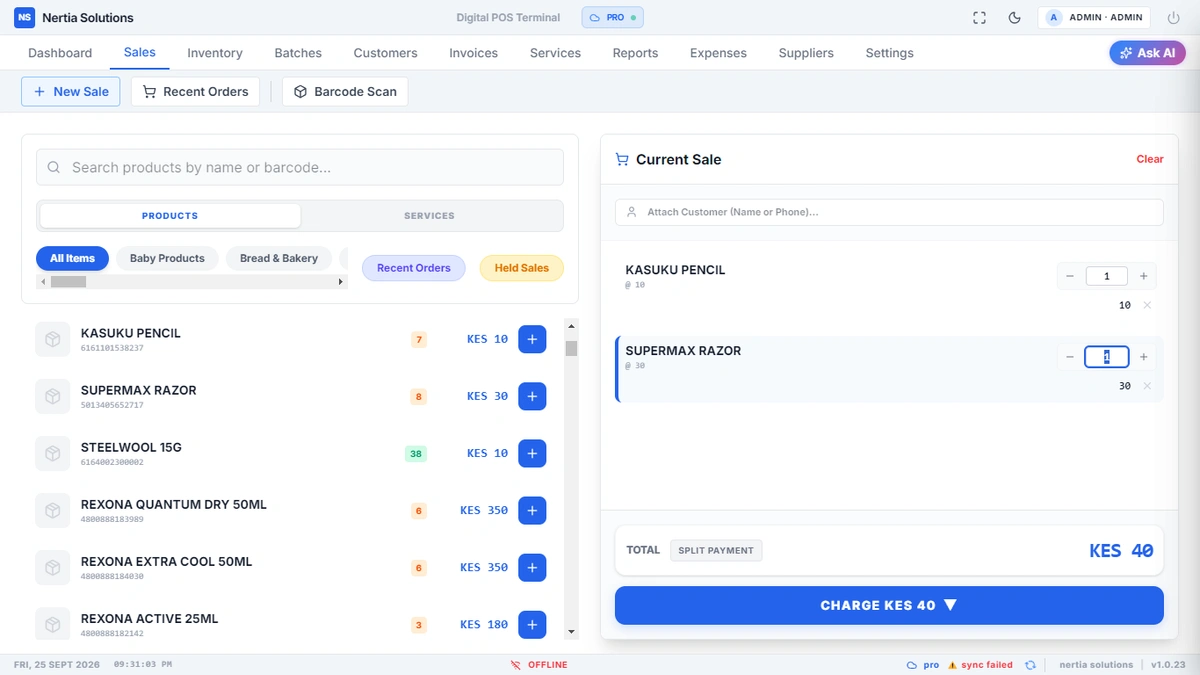 NS Nertia Solutions
Digital POS Terminal
PRO
A ADMIN · ADMIN
Dashboard Sales Inventory Batches Customers Invoices Services Reports Expenses Suppliers Settings
Ask AI
+ New Sale
Recent Orders
Barcode Scan
Search products by name or barcode...
PRODUCTS SERVICES
All Items Baby Products Bread & Bakery
Recent Orders Held Sales
KASUKU PENCIL
6161101538237
7 KES 10 +
SUPERMAX RAZOR
5013405652717
8 KES 30 +
STEELWOOL 15G
6164002300002
38 KES 10 +
REXONA QUANTUM DRY 50ML
4800888183989
6 KES 350 +
REXONA EXTRA COOL 50ML
4800888184030
6 KES 350 +
REXONA ACTIVE 25ML
4800888182142
3 KES 180 +
Current Sale Clear
Attach Customer (Name or Phone)...
KASUKU PENCIL
@ 10
− 1 +
10 ×
SUPERMAX RAZOR
@ 30
− 1 +
30 ×
TOTAL SPLIT PAYMENT KES 40
CHARGE KES 40 ▼
FRI, 25 SEPT 2026 09:31:03 PM
OFFLINE
pro sync failed
nertia solutions v1.0.23